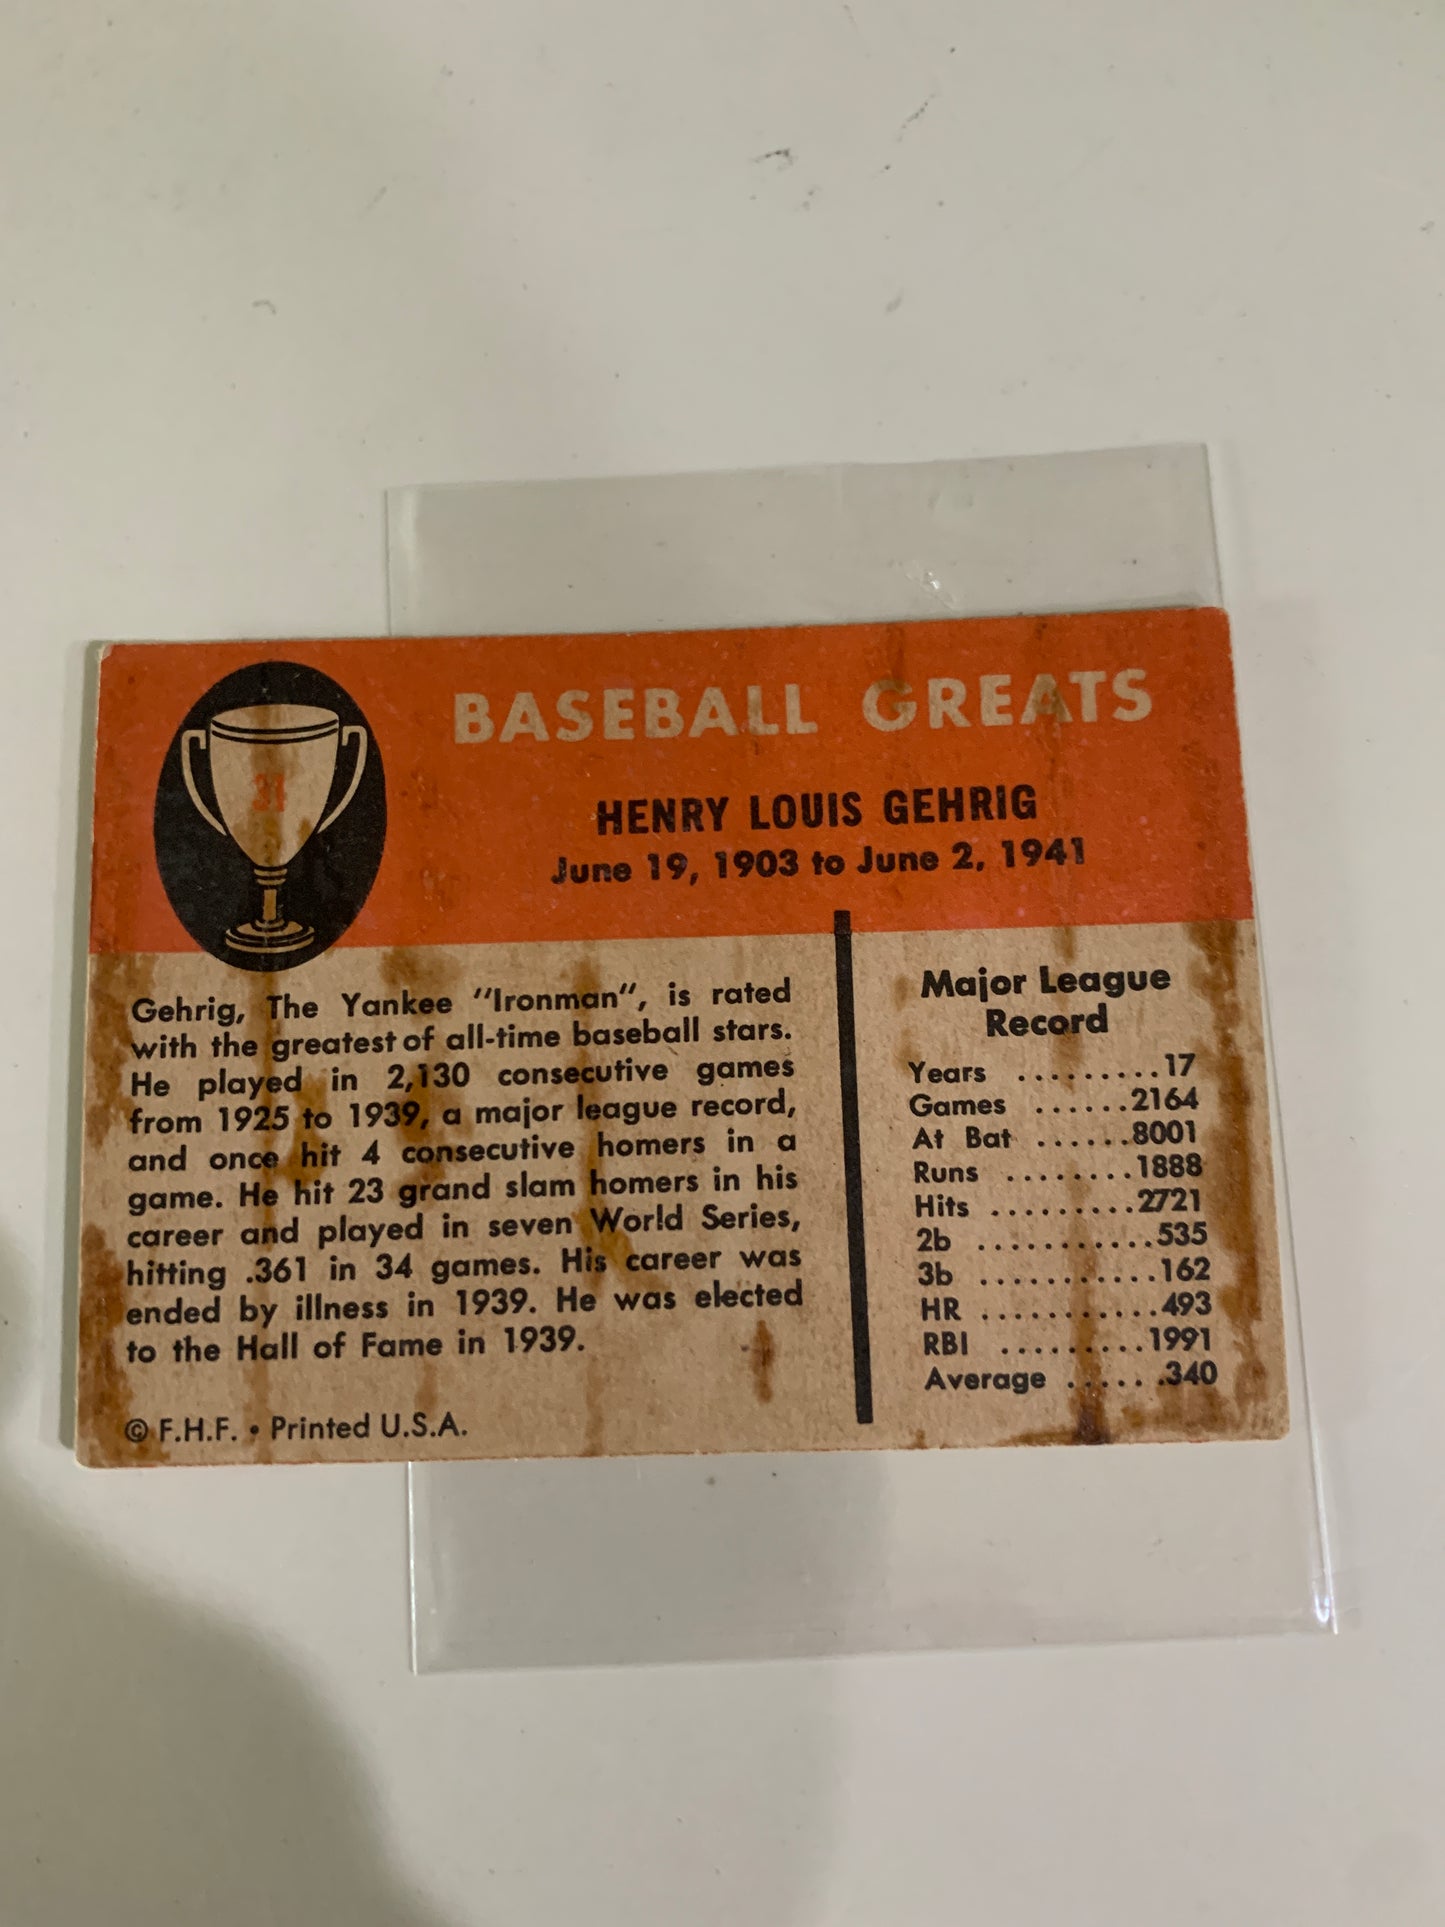 31
BASEBALL GREATS
HENRY LOUIS GEHRIG
June 19, 1903 to June 2, 1941
Gehrig, The Yankee "Ironman", is rated
with the greatest of all-time baseball stars.
He played in 2,130 consecutive games
from 1925 to 1939, a major league record,
and once hit 4 consecutive homers in a
game. He hit 23 grand slam homers in his
career and played in seven World Series,
hitting .361 in 34 games. His career was
ended by illness in 1939. He was elected
to the Hall of Fame in 1939.
© F.H.F. • Printed U.S.A.
Major League
Record
Years .........17
Games ......2164
At Bat ......8001
Runs ........1888
Hits .........2721
2b ...........535
3b ...........162
HR ...........493
RBI .........1991
Average ......340